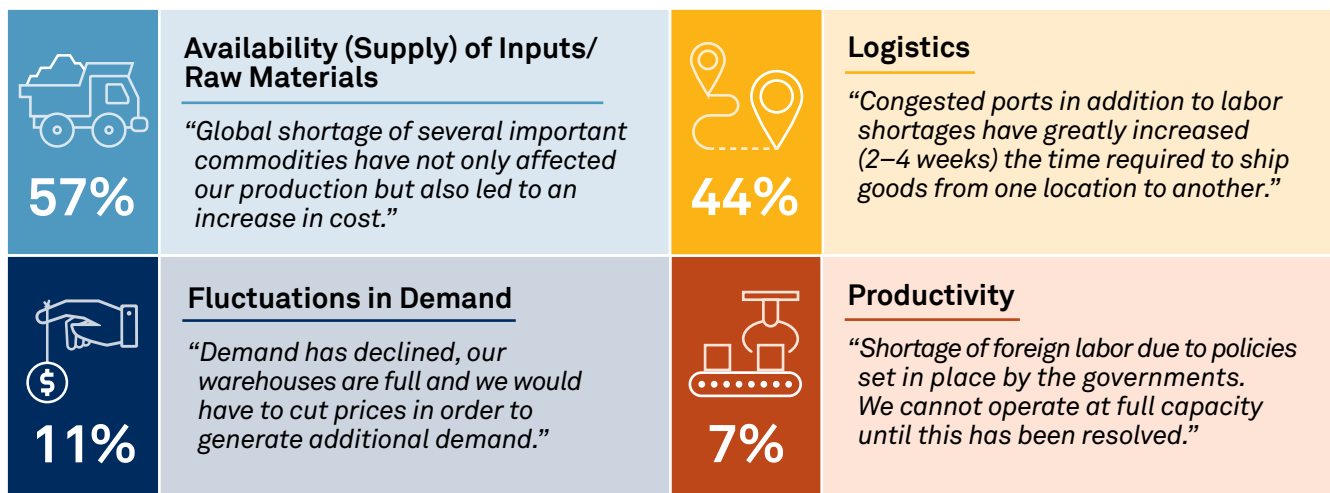 Availability (Supply) of Inputs/
Raw Materials
“Global shortage of several important
commodities have not only affected
our production but also led to an
increase in cost.”
57%
Logistics
“Congested ports in addition to labor
shortages have greatly increased
(2–4 weeks) the time required to ship
goods from one location to another.”
44%
Fluctuations in Demand
“Demand has declined, our
warehouses are full and we would
have to cut prices in order to
generate additional demand.”
$
11%
Productivity
“Shortage of foreign labor due to policies
set in place by the governments.
We cannot operate at full capacity
until this has been resolved.”
7%